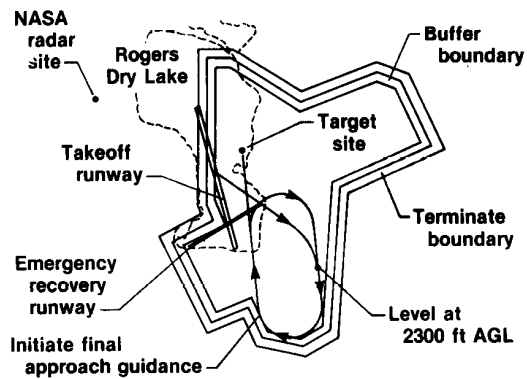 NASA
radar
site
Rogers
Dry Lake
Buffer
boundary
Target
site
Takeoff
runway
Terminate
boundary
Emergency
recovery
runway
Level at
2300 ft AGL
Initiate final
approach guidance